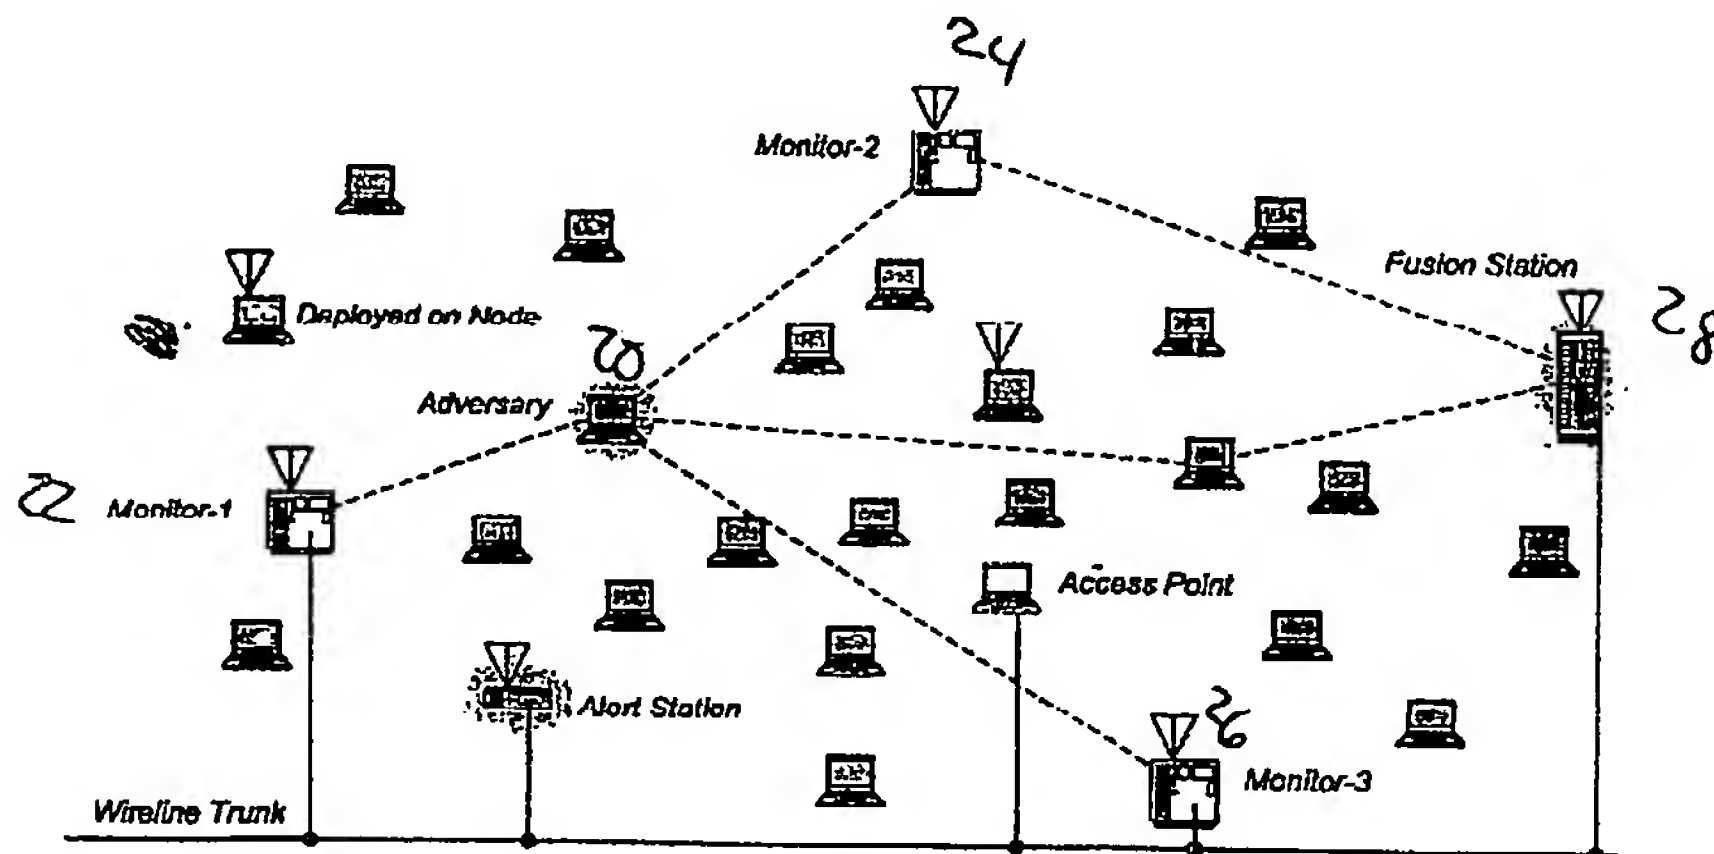 24
Monitor-2
Fusion Station
28
Deployed on Node
20
Adversary
22
Monitor-1
Access Point
Alert Station
26
Monitor-3
Wireline Trunk